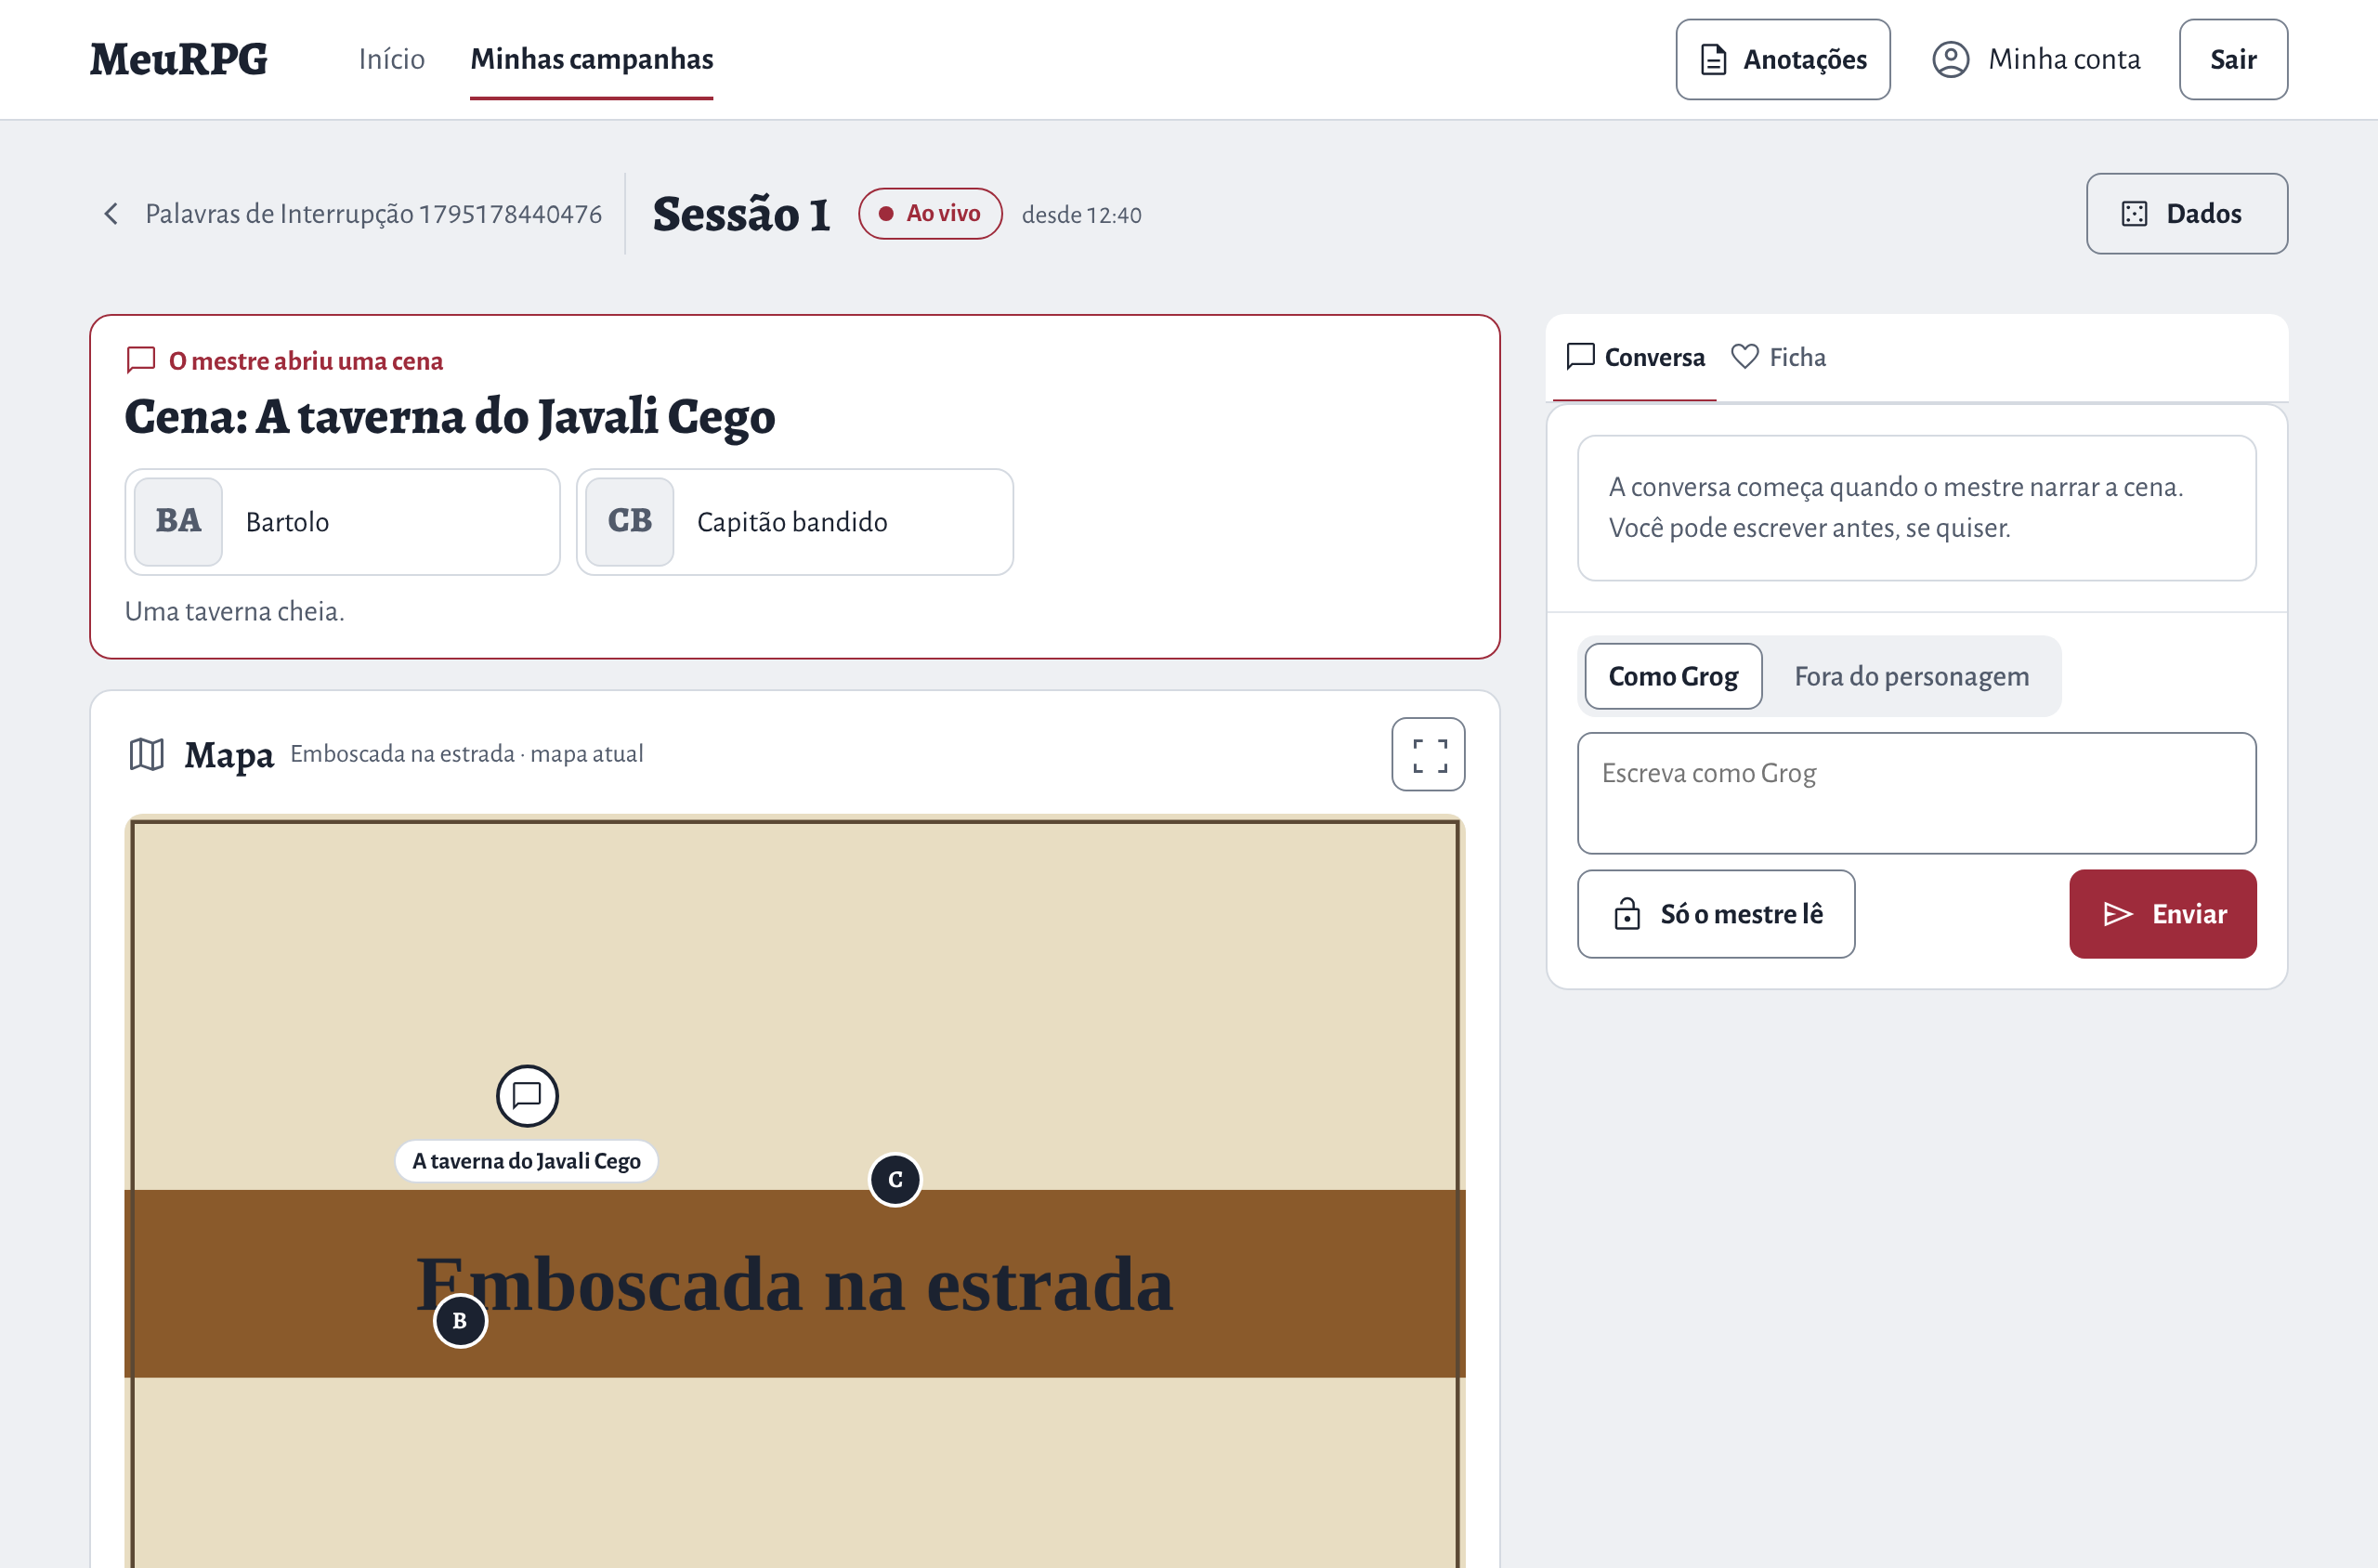 MeuRPG
Início
Minhas campanhas
Anotações
Minha conta
Sair
Palavras de Interrupção 1795178440476
Sessão 1
Ao vivo
desde 12:40
Dados
O mestre abriu uma cena
Cena: A taverna do Javali Cego
BA
Bartolo
CB
Capitão bandido
Uma taverna cheia.
Mapa
Emboscada na estrada · mapa atual
A taverna do Javali Cego
C
Emboscada na estrada
B
Conversa
Ficha
A conversa começa quando o mestre narrar a cena.
Você pode escrever antes, se quiser.
Como Grog
Fora do personagem
Escreva como Grog
Só o mestre lê
Enviar